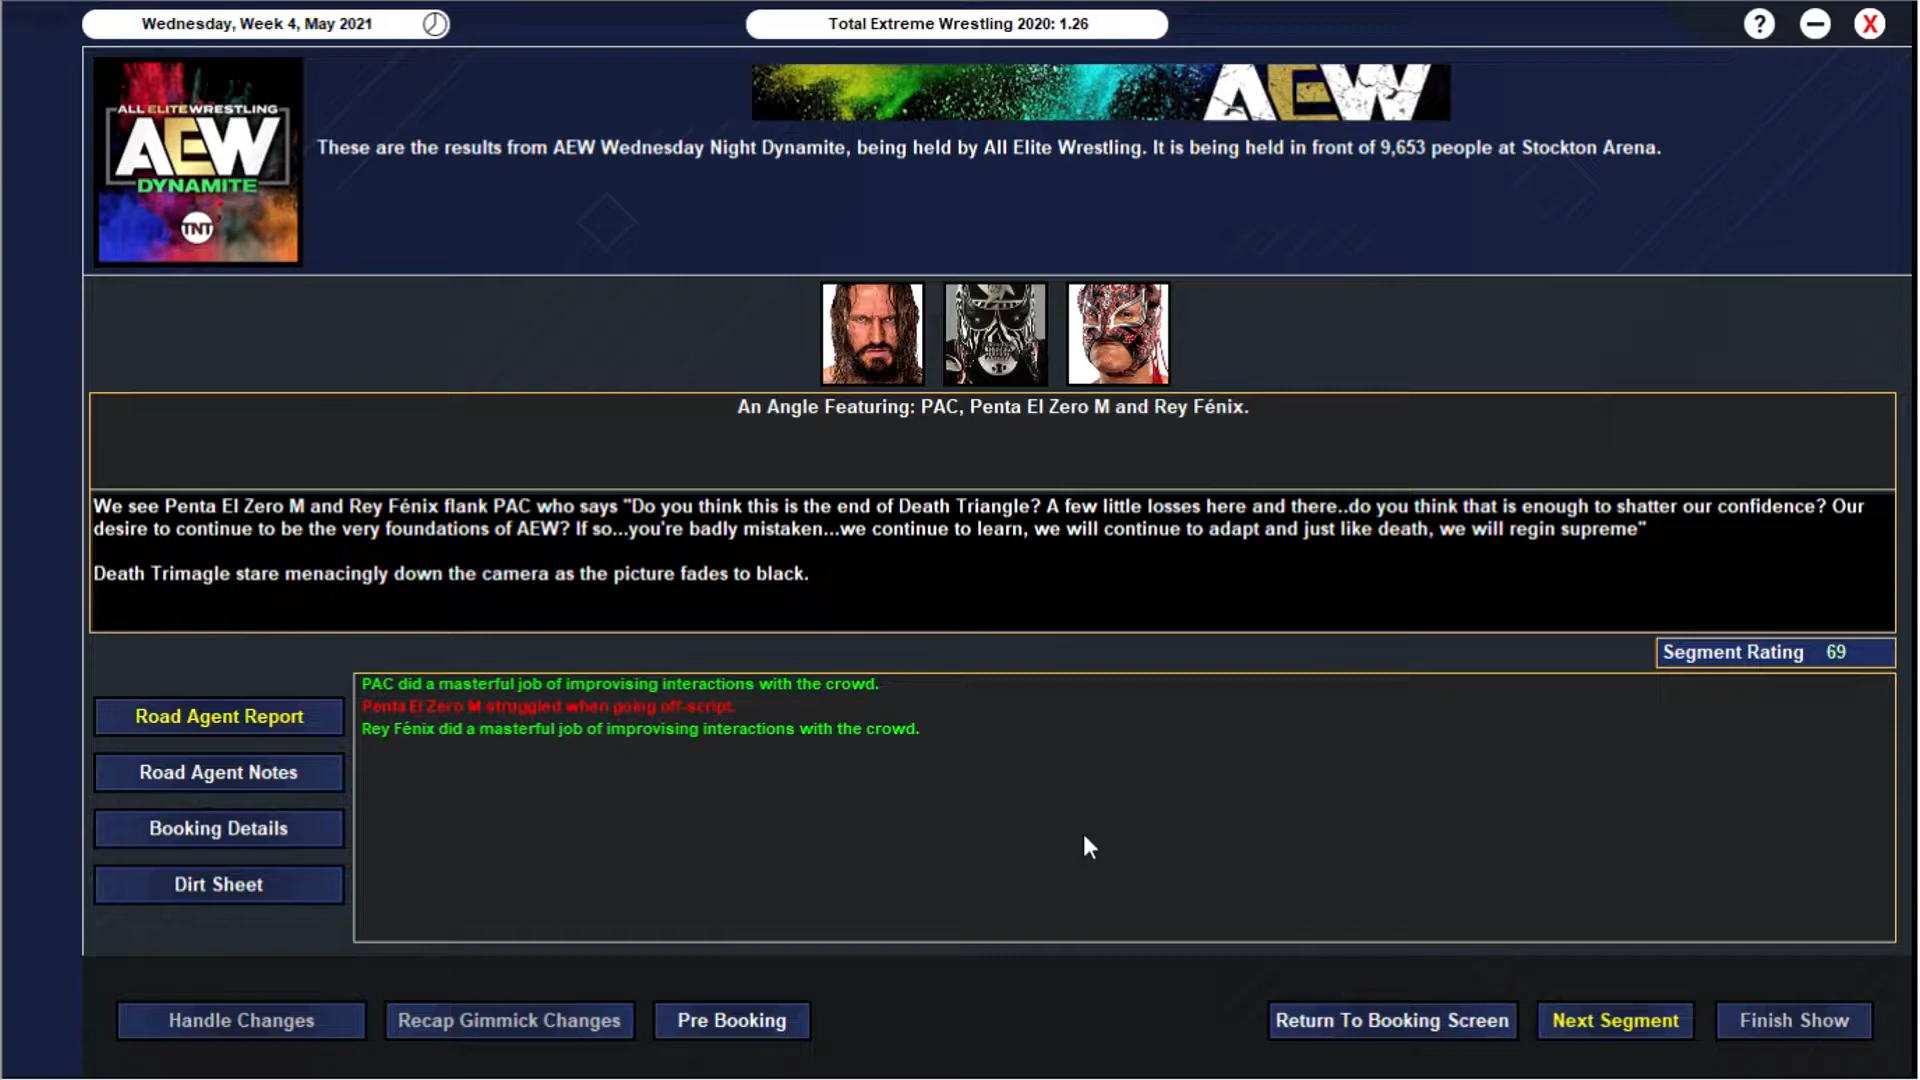 Wednesday, Week 4, May 2021
Total Extreme Wrestling 2020: 1.26
?
X
ALL ELITE WRESTLING
AEW
DYNAMITE
TNT
AEW
These are the results from AEW Wednesday Night Dynamite, being held by All Elite Wrestling. It is being held in front of 9,653 people at Stockton Arena.
An Angle Featuring: PAC, Penta El Zero M and Rey Fénix.
We see Penta El Zero M and Rey Fénix flank PAC who says "Do you think this is the end of Death Triangle? A few little losses here and there..do you think that is enough to shatter our confidence? Our
desire to continue to be the very foundations of AEW? If so...you're badly mistaken...we continue to learn, we will continue to adapt and just like death, we will regin supreme"
Death Trimagle stare menacingly down the camera as the picture fades to black.
Segment Rating 69
Road Agent Report
Road Agent Notes
Booking Details
Dirt Sheet
PAC did a masterful job of improvising interactions with the crowd.
Penta El Zero M struggled when going off-script.
Rey Fénix did a masterful job of improvising interactions with the crowd.
Handle Changes
Recap Gimmick Changes
Pre Booking
Return To Booking Screen
Next Segment
Finish Show